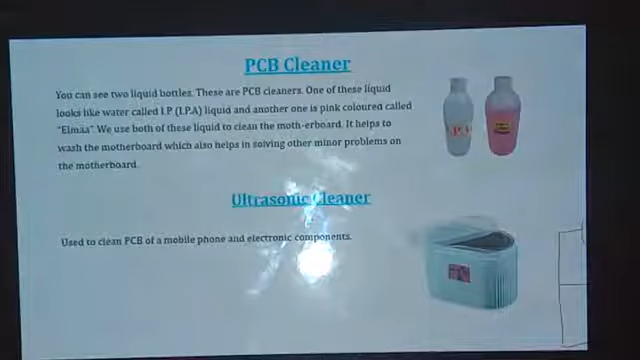 PCB Cleaner
You can see two liquid bottles. These are PCB cleaners. One of these liquid
looks like water called I.P (I.P.A) liquid and another one is pink coloured called
"Elmaa". We use both of these liquid to clean the moth-erboard. It helps to
wash the motherboard which also helps in solving other minor problems on
the motherboard.
I.P.A
Ultrasonic Cleaner
Used to clean PCB of a mobile phone and electronic components.